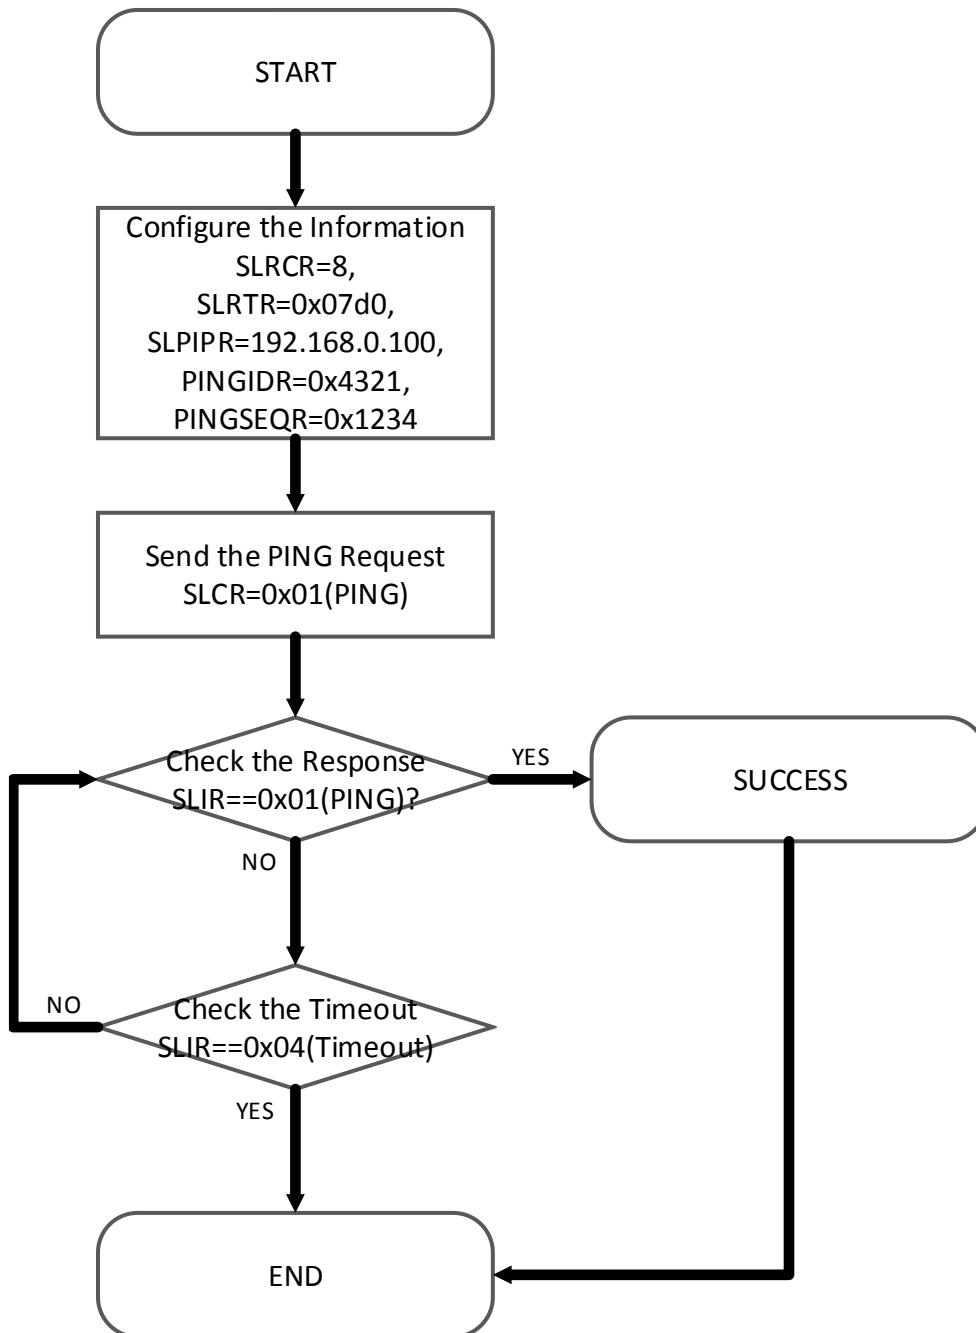 START
Configure the Information
SLRCR=8,
SLRTR=0x07d0,
SLPIPR=192.168.0.100,
PINGIDR=0x4321,
PINGSEQR=0x1234
Send the PING Request
SLCR=0x01(PING)
Check the Response
SLIR==0x01(PING)?
YES
SUCCESS
NO
Check the Timeout
SLIR==0x04(Timeout)
NO
YES
END